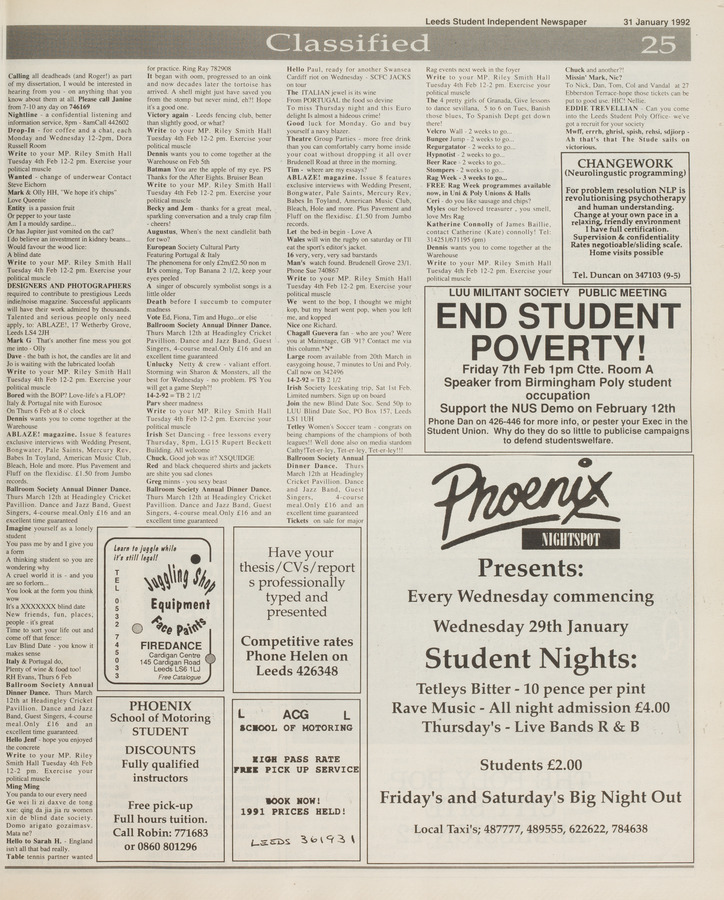 Leeds Student Independent Newspaper 31 January 1992
Classified 25
Calling all deadheads (and Roger!) as part
of my dissertation, I would be interested in
hearing from you - on anything that you
know about them at all. Please call Janine
from 7-10 any day on 746169
Nightline - a confidential listening and
information service, 8pm - 8amCall 442602
Drop-In - for coffee and a chat, each
Monday and Wednesday 12-2pm, Dora
Russell Room
Write to your MP. Riley Smith Hall
Tuesday 4th Feb 12-2 pm. Exercise your
political muscle
Wanted - change of underwear Contact
Steve Eichorn
Mark & Olly HH, "We hope it's chips"
Love Queenie
Entity is a passion fruit
Or pepper to your taste
Am I a mouldy sardine...
Or has Jupiter just vomited on the cat?
I do believe an investment in kidney beans...
Would favour the wood lice:
A blind date
Write to your MP. Riley Smith Hall
Tuesday 4th Feb 12-2 pm. Exercise your
political muscle
DESIGNERS AND PHOTOGRAPHERS
required to contribute to prestigious Leeds
indie/noise magazine. Successful applicants
will have their work admired by thousands.
Talented and serious people only need
apply, to: ABLAZE!, 17 Wetherby Grove,
Leeds LS4 2JH
Mark G That's another fine mess you got
me into - Olly
Dave - the bath is hot, the candles are lit and
Jo is waiting with the lubricated loofah
Write to your MP. Riley Smith Hall
Tuesday 4th Feb 12-2 pm. Exercise your
political muscle
Bored with the BOP? Love-life's a FLOP?
Italy & Portugal nite with Eurosoc
On Thurs 6 Feb at 8 o' clock
Dennis wants you to come together at the
Warehouse
ABLAZE! magazine. Issue 8 features
exclusive interviews with Wedding Present,
Bongwater, Pale Saints, Mercury Rev,
Babes In Toyland, American Music Club,
Bleach, Hole and more. Plus Pavement and
Fluff on the flexidisc. £1.50 from Jumbo
records.
Ballroom Society Annual Dinner Dance.
Thurs March 12th at Headingley Cricket
Pavillion. Dance and Jazz Band, Guest
Singers, 4-course meal.Only £16 and an
excellent time guaranteed
Imagine yourself as a lonely
student
You pass me by and I give you
a form
A thinking student so you are
wondering why
A cruel world it is - and you
are so forlorn...
You look at the form you think
wow
It's a XXXXXXX blind date
New friends, fun, places,
people - it's great
Time to sort your life out and
come off that fence:
Luv Blind Date - you know it
makes sense
Italy & Portugal do,
Plenty of wine & food too!
RH Evans, Thurs 6 Feb
Ballroom Society Annual
Dinner Dance. Thurs March
12th at Headingley Cricket
Pavillion. Dance and Jazz
Band, Guest Singers, 4-course
meal.Only £16 and an
excellent time guaranteed
Hello Jenf - hope you enjoyed
the concrete
Write to your MP. Riley
Smith Hall Tuesday 4th Feb
12-2 pm. Exercise your
political muscle
Ming Ming
You panda to our every need
Ge wei li zi daxve de tong
xue: qing da jia jia ru women
xin de blind date society.
Domo arigato gozaimasv.
Mata ne?
Hello to Sarah H. - England
isn't all that bad really.
Table tennis partner wanted
for practice. Ring Ray 782908
It began with oom, progressed to an oink
and now decades later the tortoise has
arrived. A shell might just have saved you
from the stomp but never mind, eh?! Hope
it's a good one.
Victory again - Leeds fencing club, better
than slightly good, or what?
Write to your MP. Riley Smith Hall
Tuesday 4th Feb 12-2 pm. Exercise your
political muscle
Dennis wants you to come together at the
Warehouse on Feb 5th
Batman You are the apple of my eye. PS
Thanks for the After Eights. Bruiser Bean
Write to your MP. Riley Smith Hall
Tuesday 4th Feb 12-2 pm. Exercise your
political muscle
Becky and Jem - thanks for a great meal,
sparkling conversation and a truly crap film
- cheers!
Augustus, When's the next candlelit bath
for two?
European Society Cultural Party
Featuring Portugal & Italy
The phenomena for only £2m/£2.50 non m
It's coming, Top Banana 2 1/2, keep your
eyes peeled
A singer of obscurely symbolist songs is a
little older
Death before I succumb to computer
madness
Vote Ed, Fiona, Tim and Hugo...or else
Ballroom Society Annual Dinner Dance.
Thurs March 12th at Headingley Cricket
Pavillion. Dance and Jazz Band, Guest
Singers, 4-course meal.Only £16 and an
excellent time guaranteed
Unlucky Netty & crew - valiant effort.
Storming win Sharon & Monsters, all the
best for Wednesday - no problem. PS You
will get a game Steph?!
14-2-92 = TB 2 1/2
Parv sheer madness
Write to your MP. Riley Smith Hall
Tuesday 4th Feb 12-2 pm. Exercise your
political muscle
Irish Set Dancing - free lessons every
Thursday, 8pm, LG15 Rupert Beckett
Building. All welcome
Chuck. Good job was it? XSQUIDGE
Red and black chequered shirts and jackets
are shite you sad clones
Greg minns - you sexy beast
Ballroom Society Annual Dinner Dance.
Thurs March 12th at Headingley Cricket
Pavillion. Dance and Jazz Band, Guest
Singers, 4-course meal.Only £16 and an
excellent time guaranteed
Hello Paul, ready for another Swansea
Cardiff riot on Wednesday - SCFC JACKS
on tour
The ITALIAN jewel is its wine
From PORTUGAL the food so devine
To miss Thursday night and this Euro
delight Is almost a hideous crime!
Good luck for Monday. Go and buy
yourself a navy blazer.
Theatre Group Parties - more free drink
than you can comfortably carry home inside
your coat without dropping it all over
Brudenell Road at three in the morning.
Tim - where are my essays?
ABLAZE! magazine. Issue 8 features
exclusive interviews with Wedding Present,
Bongwater, Pale Saints, Mercury Rev,
Babes In Toyland, American Music Club,
Bleach, Hole and more. Plus Pavement and
Fluff on the flexidisc. £1.50 from Jumbo
records.
Let the bed-in begin - Love A
Wales will win the rugby on saturday or I'll
eat the sport's editor's jacket.
16 very, very, very sad barstards
Man's watch found. Brudenell Grove 23/1.
Phone Sue 740867
Write to your MP. Riley Smith Hall
Tuesday 4th Feb 12-2 pm. Exercise your
political muscle
We went to the bop, I thought we might
kop, but my heart went pop, when you left
me, and kopped
Nice one Richard.
Chagall Guevera fan - who are you? Were
you at Mainstage, GB 91? Contact me via
this column.*N*
Large room available from 20th March in
easygoing house, 7 minutes to Uni and Poly.
Call now on 342496
14-2-92 = TB 2 1/2
Irish Society Iceskating trip, Sat 1st Feb.
Limited numbers. Sign up on board
Join the new Blind Date Soc. Send 50p to
LUU Blind Date Soc, PO Box 157, Leeds
LS1 1UH
Tetley Women's Soccer team - congrats on
being champions of the champions of both
leagues!! Well done also on media stardom
Cathy!Tet-er-ley, Tet-er-ley, Tet-er-ley!!!
Ballroom Society Annual
Dinner Dance. Thurs
March 12th at Headingley
Cricket Pavillion. Dance
and Jazz Band, Guest
Singers, 4-course
meal.Only £16 and an
excellent time guaranteed
Tickets on sale for major
Rag events next week in the foyer
Write to your MP. Riley Smith Hall
Tuesday 4th Feb 12-2 pm. Exercise your
political muscle
The 4 pretty girls of Granada, Give lessons
to dance sevillana, 5 to 6 on Tues, Banish
those blues, To Spanish Dept get down
there!
Velcro Wall - 2 weeks to go...
Bungee Jump - 2 weeks to go...
Regurgatator - 2 weeks to go...
Hypnotist - 2 weeks to go...
Beer Race - 2 weeks to go...
Stompers - 2 weeks to go...
Rag Week - 3 weeks to go...
FREE Rag Week programmes available
now, in Uni & Poly Unions & Halls
Ceri - do you like sausage and chips?
Myles our beloved treasurer , you smell,
love Mrs Rag
Katherine Connolly of James Baillie,
contact Catherine (Kate) connolly! Tel:
314251/671195 (pm)
Dennis wants you to come together at the
Warehouse
Write to your MP. Riley Smith Hall
Tuesday 4th Feb 12-2 pm. Exercise your
political muscle
Chuck and another?!
Missin' Mark, Nic?
To Nick, Dan, Tom, Col and Vandal at 27
Ebberston Terrace-hope those tickets can be
put to good use. HIC! Nellie.
EDDIE TREVELLIAN - Can you come
into the Leeds Student Poly Office- we've
got a recruit for your society
Mwff, errrh, ghrisl, spish, rehsi, sdjiorp -
Ah that's that The Stude sails on
victorious.
CHANGEWORK
(Neurolinguistic programming)
For problem resolution NLP is
revolutionising psychotherapy
and human understanding.
Change at your own pace in a
relaxing, friendly environment
I have full certification.
Supervision & confidentiality
Rates negotioable/sliding scale.
Home visits possible
Tel. Duncan on 347103 (9-5)
LUU MILITANT SOCIETY PUBLIC MEETING
END STUDENT
POVERTY!
Friday 7th Feb 1pm Ctte. Room A
Speaker from Birmingham Poly student
occupation
Support the NUS Demo on February 12th
Phone Dan on 426-446 for more info, or pester your Exec in the
Student Union. Why do they do so little to publicise campaigns
to defend studentswelfare.
Phoenix
NIGHTSPOT
Presents:
Every Wednesday commencing
Wednesday 29th January
Student Nights:
Tetleys Bitter - 10 pence per pint
Rave Music - All night admission £4.00
Thursday's - Live Bands R & B
Students £2.00
Friday's and Saturday's Big Night Out
Local Taxi's; 487777, 489555, 622622, 784638
Learn to juggle while
it's still legal!
TEL 0532 745033
Juggling Shop
Equipment
Face Paints
FIREDANCE
Cardigan Centre
145 Cardigan Road
Leeds LS6 1LJ
Free Catalogue
Have your
thesis/CVs/report
s professionally
typed and
presented
Competitive rates
Phone Helen on
Leeds 426348
PHOENIX
School of Motoring
STUDENT
DISCOUNTS
Fully qualified
instructors
Free pick-up
Full hours tuition.
Call Robin: 771683
or 0860 801296
L ACG L
SCHOOL OF MOTORING
HIGH PASS RATE
FREE PICK UP SERVICE
BOOK NOW!
1991 PRICES HELD!
LEEDS 361931